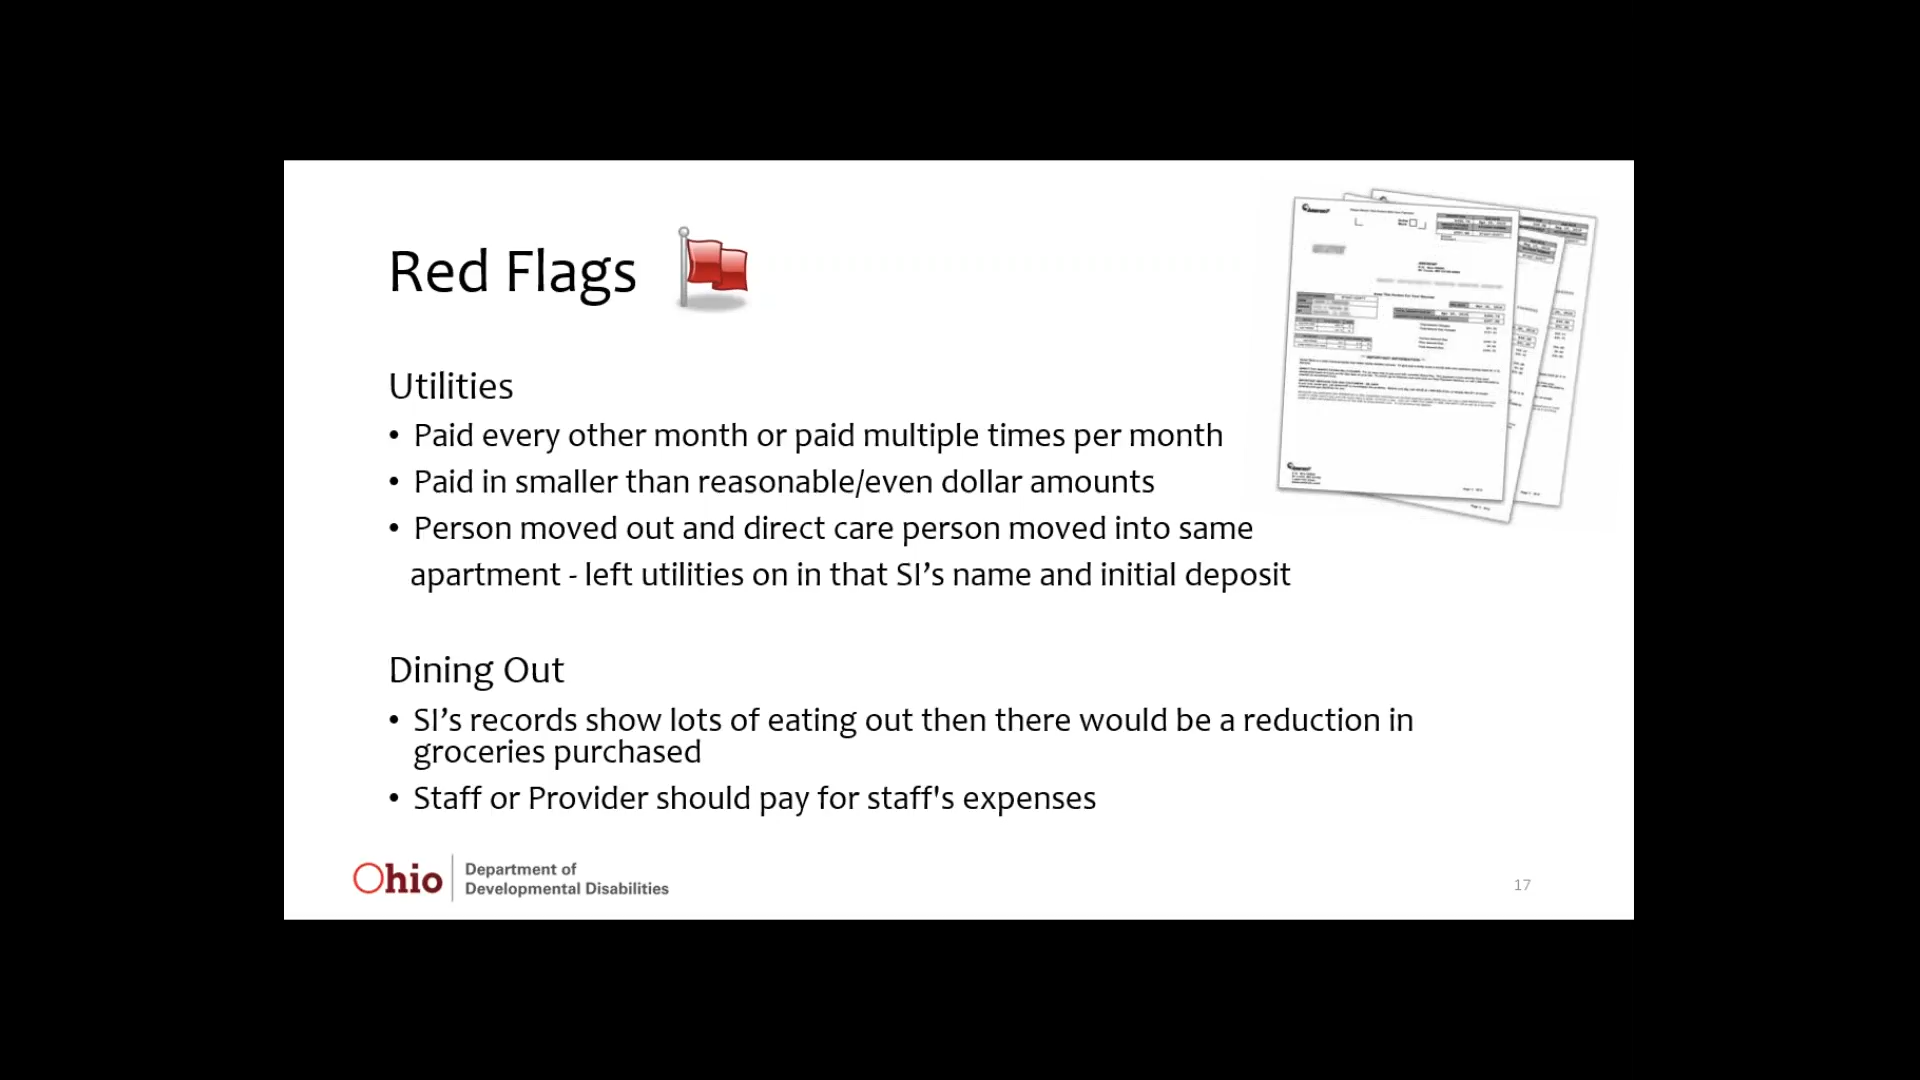 Red Flags
Utilities
• Paid every other month or paid multiple times per month
• Paid in smaller than reasonable/even dollar amounts
• Person moved out and direct care person moved into same
apartment - left utilities on in that SI’s name and initial deposit
Dining Out
• SI’s records show lots of eating out then there would be a reduction in
groceries purchased
• Staff or Provider should pay for staff's expenses
Ohio
Department of
Developmental Disabilities
17